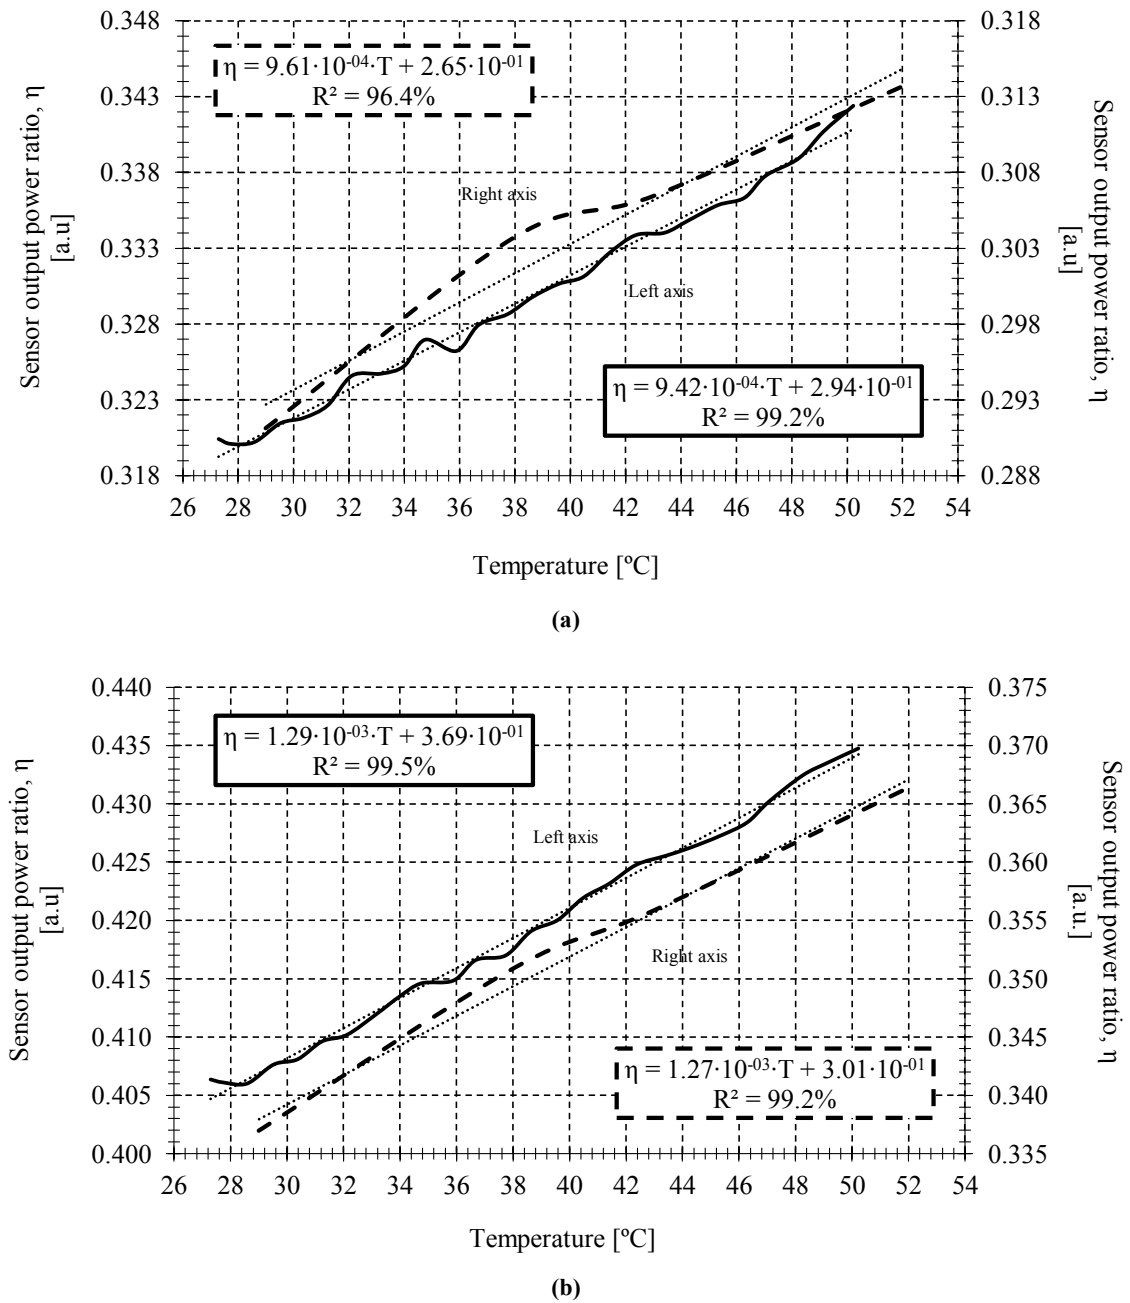 0.348
0.343
0.338
0.333
0.328
0.323
0.318
Sensor output power ratio, η
[a.u]
η = 9.61·10⁻⁰⁴·T + 2.65·10⁻⁰¹
R² = 96.4%
Right axis
Left axis
η = 9.42·10⁻⁰⁴·T + 2.94·10⁻⁰¹
R² = 99.2%
0.318
0.313
0.308
0.303
0.298
0.293
0.288
Sensor output power ratio, η
[a.u]
26 28 30 32 34 36 38 40 42 44 46 48 50 52 54
Temperature [ºC]
(a)
0.440
0.435
0.430
0.425
0.420
0.415
0.410
0.405
0.400
Sensor output power ratio, η
[a.u]
η = 1.29·10⁻⁰³·T + 3.69·10⁻⁰¹
R² = 99.5%
Left axis
Right axis
η = 1.27·10⁻⁰³·T + 3.01·10⁻⁰¹
R² = 99.2%
0.375
0.370
0.365
0.360
0.355
0.350
0.345
0.340
0.335
Sensor output power ratio, η
[a.u.]
26 28 30 32 34 36 38 40 42 44 46 48 50 52 54
Temperature [ºC]
(b)